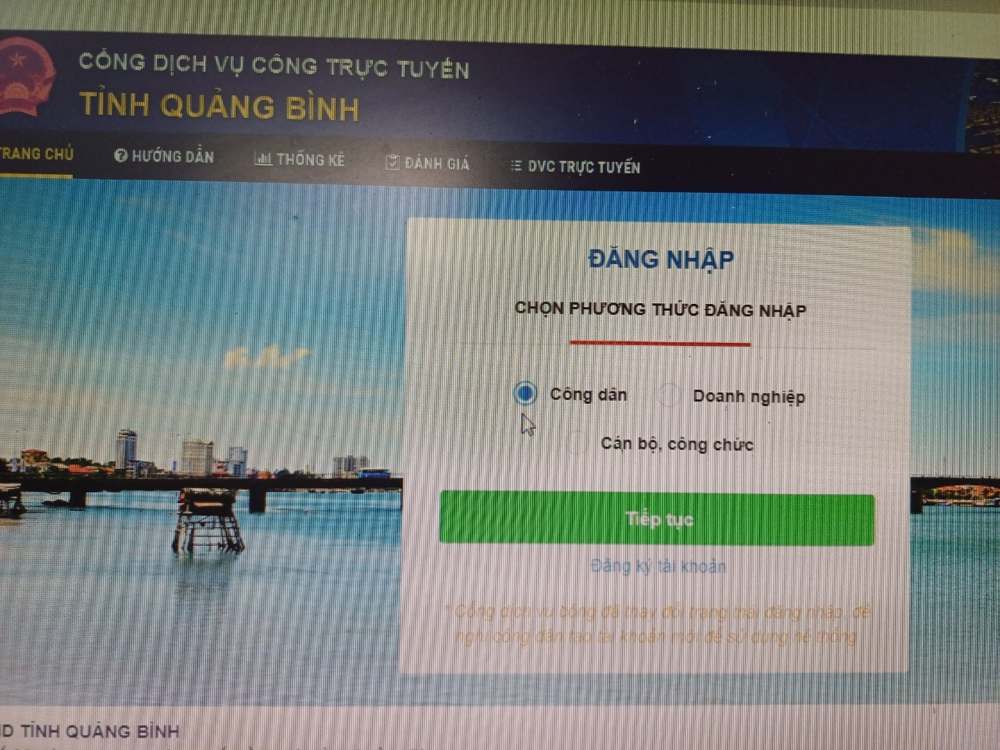 CỔNG DỊCH VỤ CÔNG TRỰC TUYẾN
TỈNH QUẢNG BÌNH
TRANG CHỦ HƯỚNG DẪN THỐNG KÊ ĐÁNH GIÁ DVC TRỰC TUYẾN
ĐĂNG NHẬP
CHỌN PHƯƠNG THỨC ĐĂNG NHẬP
Công dân Doanh nghiệp
Cán bộ, công chức
Tiếp tục
Đăng ký tài khoản
* Cổng dịch vụ công đã thay đổi trạng thái đăng nhập, đề
nghị công dân tạo tài khoản mới để sử dụng hệ thống
ND TỈNH QUẢNG BÌNH